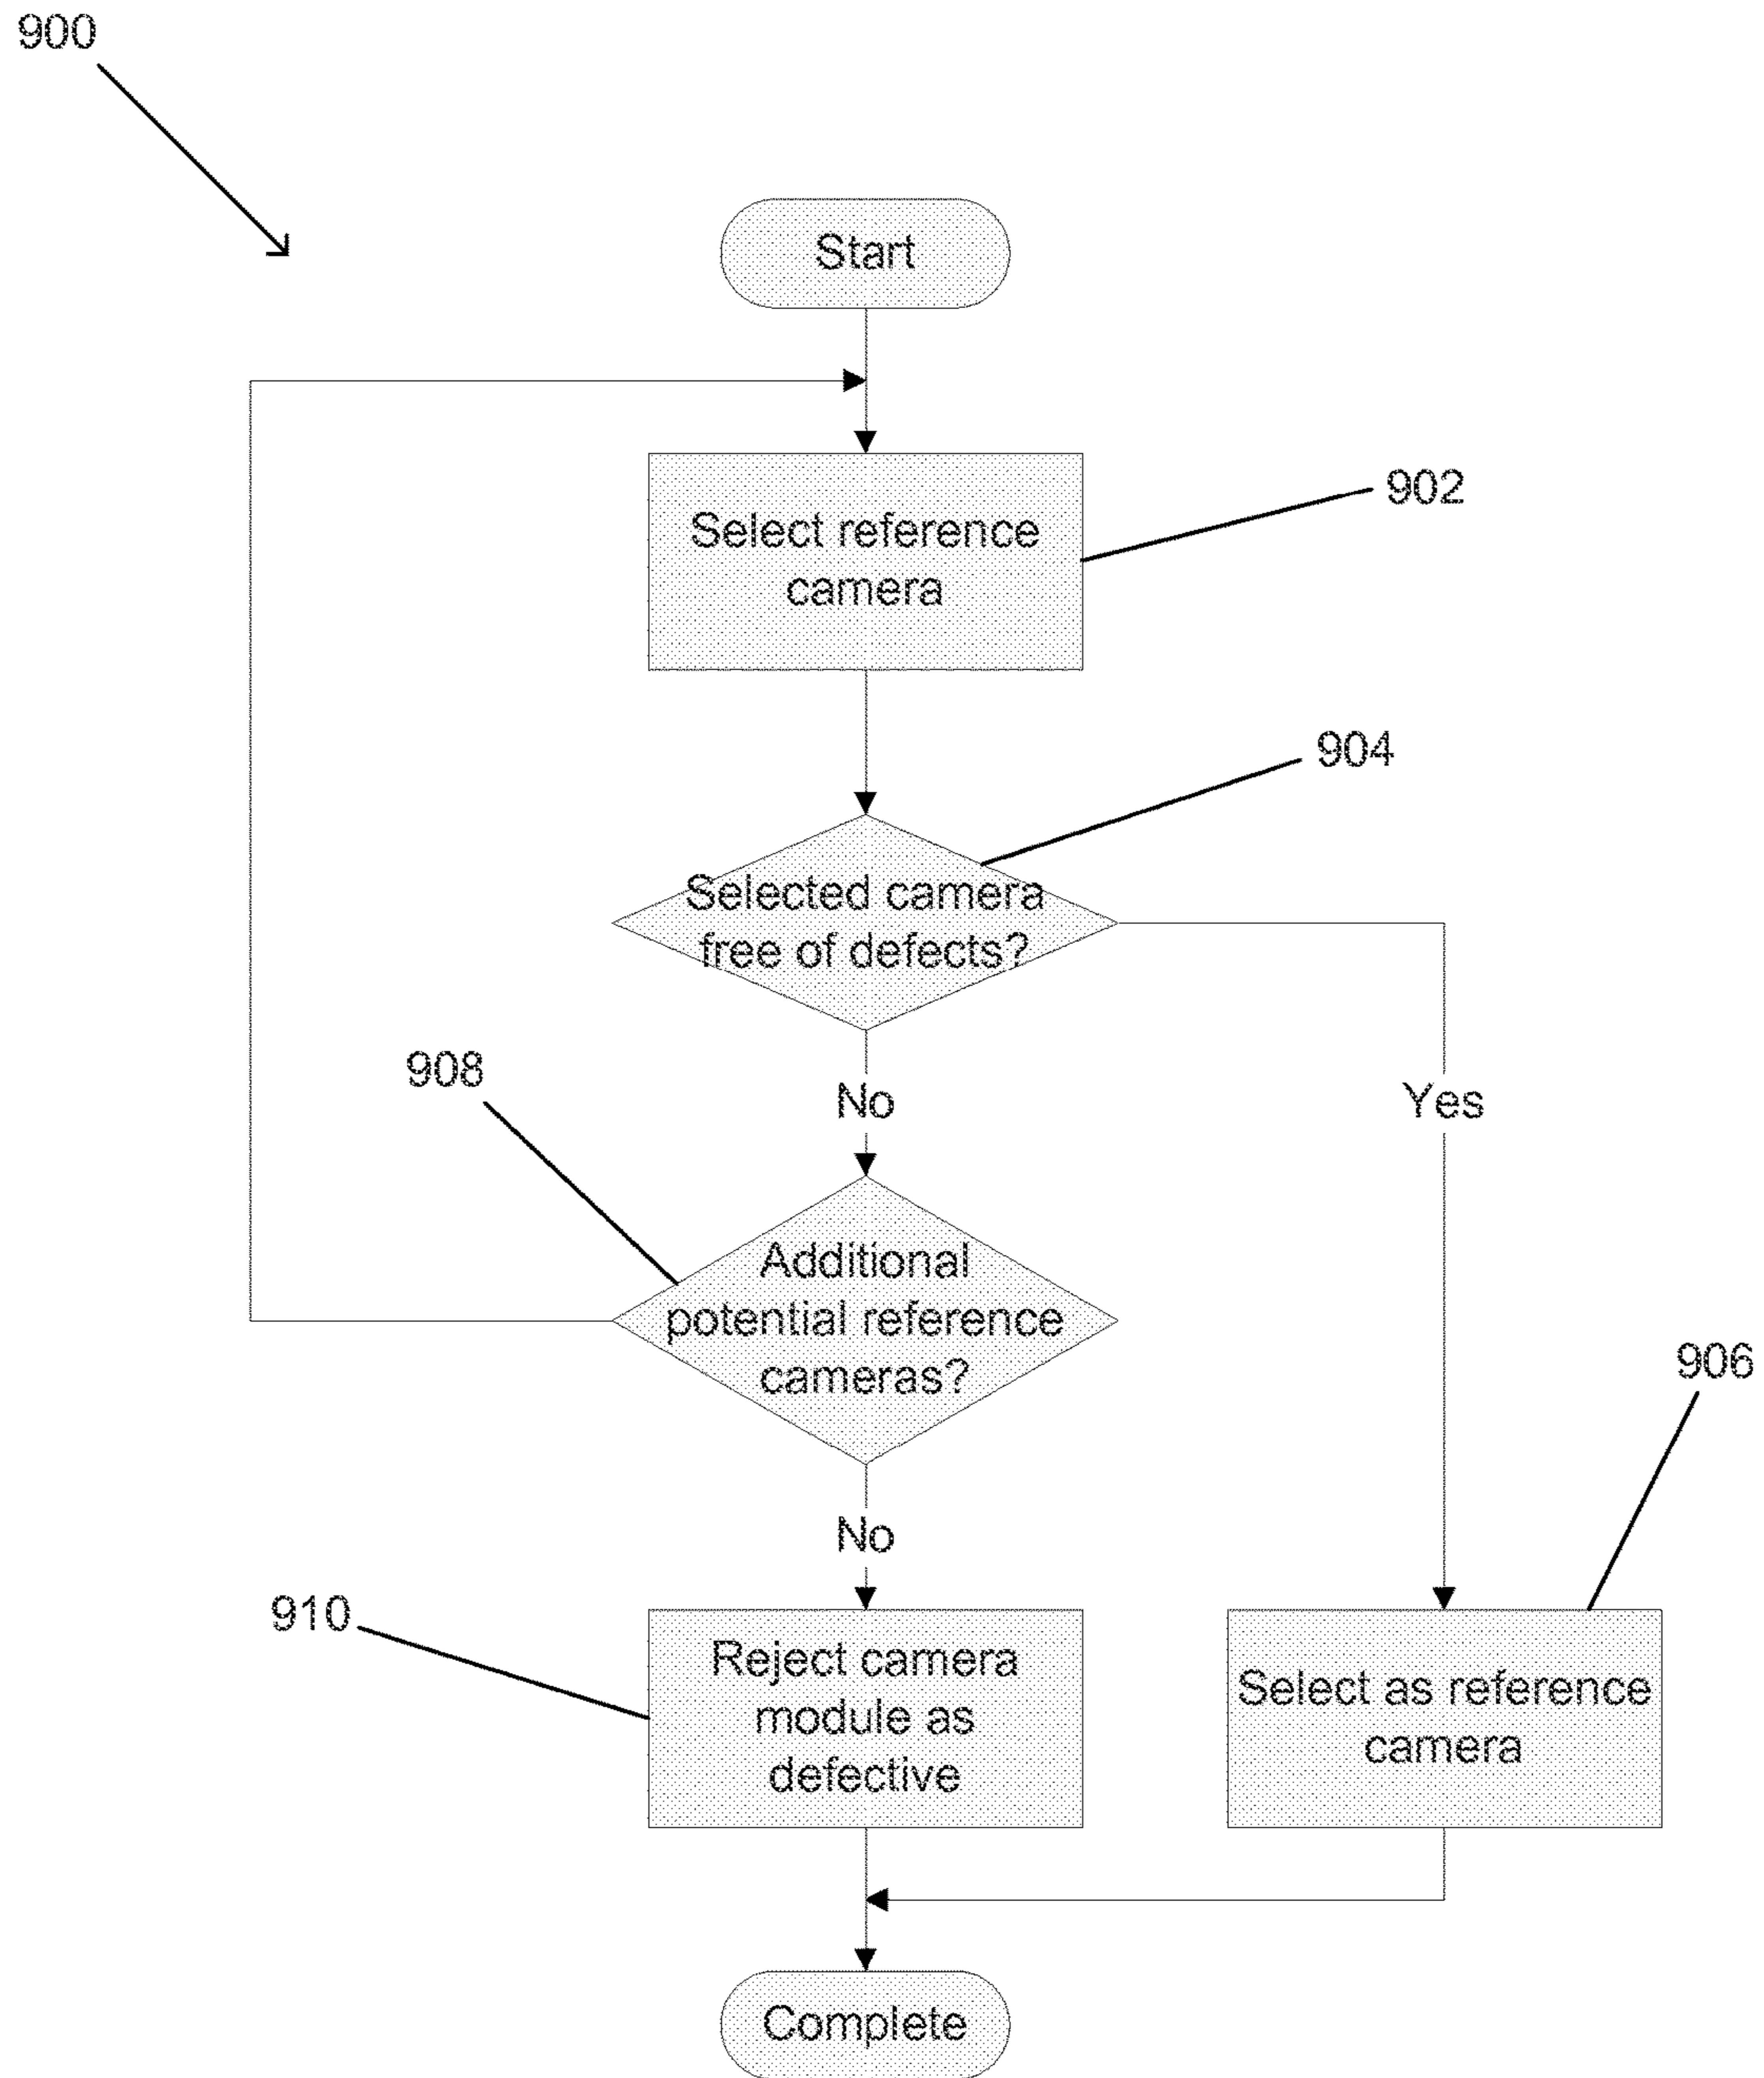 900
Start
Select reference
camera
902
904
Selected camera
free of defects?
908
No
Yes
Additional
potential reference
cameras?
906
No
910
Reject camera
module as
defective
Select as reference
camera
Complete